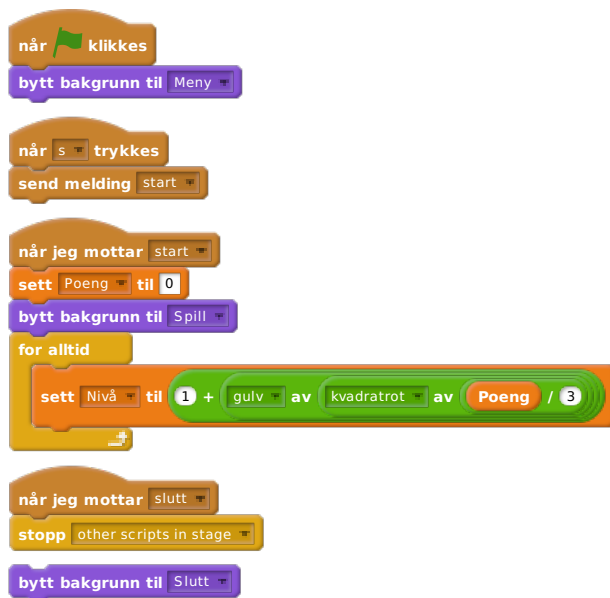 når klikkes
bytt bakgrunn til Meny
når s trykkes
send melding start
når jeg mottar start
sett Poeng til 0
bytt bakgrunn til Spill
for alltid
sett Nivå til 1 + gulv av kvadratrot av Poeng / 3
når jeg mottar slutt
stopp other scripts in stage
bytt bakgrunn til Slutt